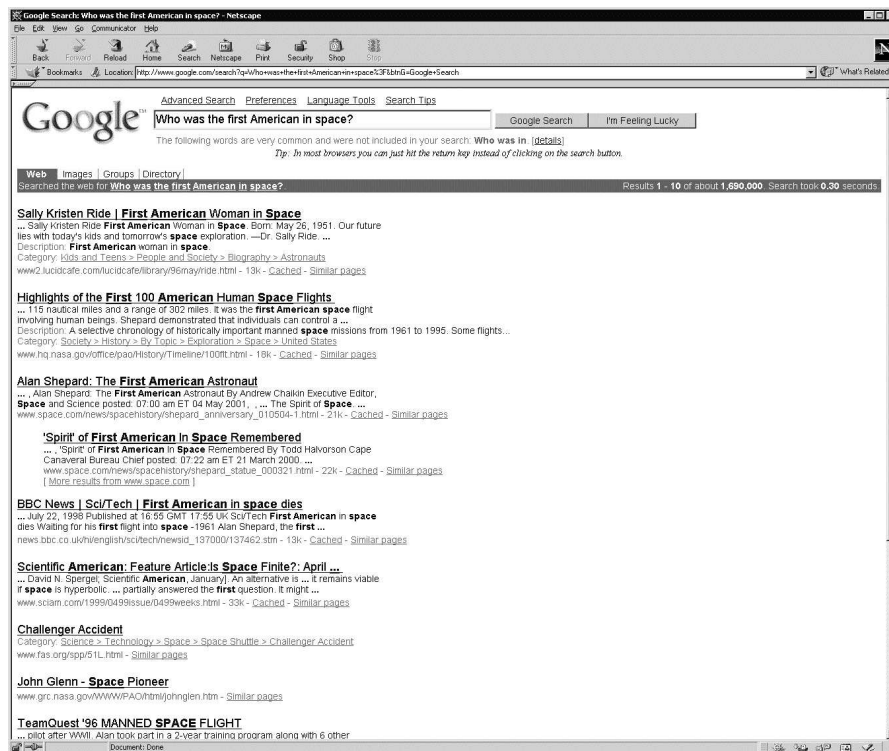 Google Search: Who was the first American in space? - Netscape
File Edit View Go Communicator Help
Back Forward Reload Home Search Netscape Print Security Shop Stop
Bookmarks Location: http://www.google.com/search?q=Who+was+the+first+American+in+space%3F&btnG=Google+Search What's Related
Google™
Advanced Search Preferences Language Tools Search Tips
Who was the first American in space? Google Search I'm Feeling Lucky
The following words are very common and were not included in your search: Who was in. [details]
Tip: In most browsers you can just hit the return key instead of clicking on the search button.
Web Images Groups Directory
Searched the web for Who was the first American in space?. Results 1 - 10 of about 1,690,000. Search took 0.30 seconds.
Sally Kristen Ride | First American Woman in Space
... Sally Kristen Ride First American Woman in Space. Born: May 26, 1951. Our future
lies with today's kids and tomorrow's space exploration. —Dr. Sally Ride. ...
Description: First American woman in space.
Category: Kids and Teens > People and Society > Biography > Astronauts
www2.lucidcafe.com/lucidcafe/library/96may/ride.html - 13k - Cached - Similar pages
Highlights of the First 100 American Human Space Flights
... 115 nautical miles and a range of 302 miles. It was the first American space flight
involving human beings. Shepard demonstrated that individuals can control a ...
Description: A selective chronology of historically important manned space missions from 1961 to 1995. Some flights...
Category: Society > History > By Topic > Exploration > Space > United States
www.hq.nasa.gov/office/pao/History/Timeline/100flt.html - 18k - Cached - Similar pages
Alan Shepard: The First American Astronaut
... , Alan Shepard: The First American Astronaut By Andrew Chaikin Executive Editor,
Space and Science posted: 07:00 am ET 04 May 2001, , ... The Spirit of Space. ...
www.space.com/news/spacehistory/shepard_anniversary_010504-1.html - 21k - Cached - Similar pages
'Spirit' of First American In Space Remembered
... , 'Spirit' of First American In Space Remembered By Todd Halvorson Cape
Canaveral Bureau Chief posted: 07:22 am ET 21 March 2000. ...
www.space.com/news/spacehistory/shepard_statue_000321.html - 22k - Cached - Similar pages
[ More results from www.space.com ]
BBC News | Sci/Tech | First American in space dies
... July 22, 1998 Published at 16:55 GMT 17:55 UK Sci/Tech First American in space
dies Waiting for his first flight into space -1961 Alan Shepard, the first ...
news.bbc.co.uk/hi/english/sci/tech/newsid_137000/137462.stm - 13k - Cached - Similar pages
Scientific American: Feature Article:Is Space Finite?: April ...
... David N. Spergel; Scientific American, January]. An alternative is ... it remains viable
if space is hyperbolic. ... partially answered the first question. It might ...
www.sciam.com/1999/0499issue/0499weeks.html - 33k - Cached - Similar pages
Challenger Accident
Category: Science > Technology > Space > Space Shuttle > Challenger Accident
www.fas.org/spp/51L.html - Similar pages
John Glenn - Space Pioneer
www.grc.nasa.gov/WWW/PAO/html/johnglen.htm - Similar pages
TeamQuest '96 MANNED SPACE FLIGHT
... pilot after WWII. Alan took part in a 2-year training program along with 6 other
Document: Done